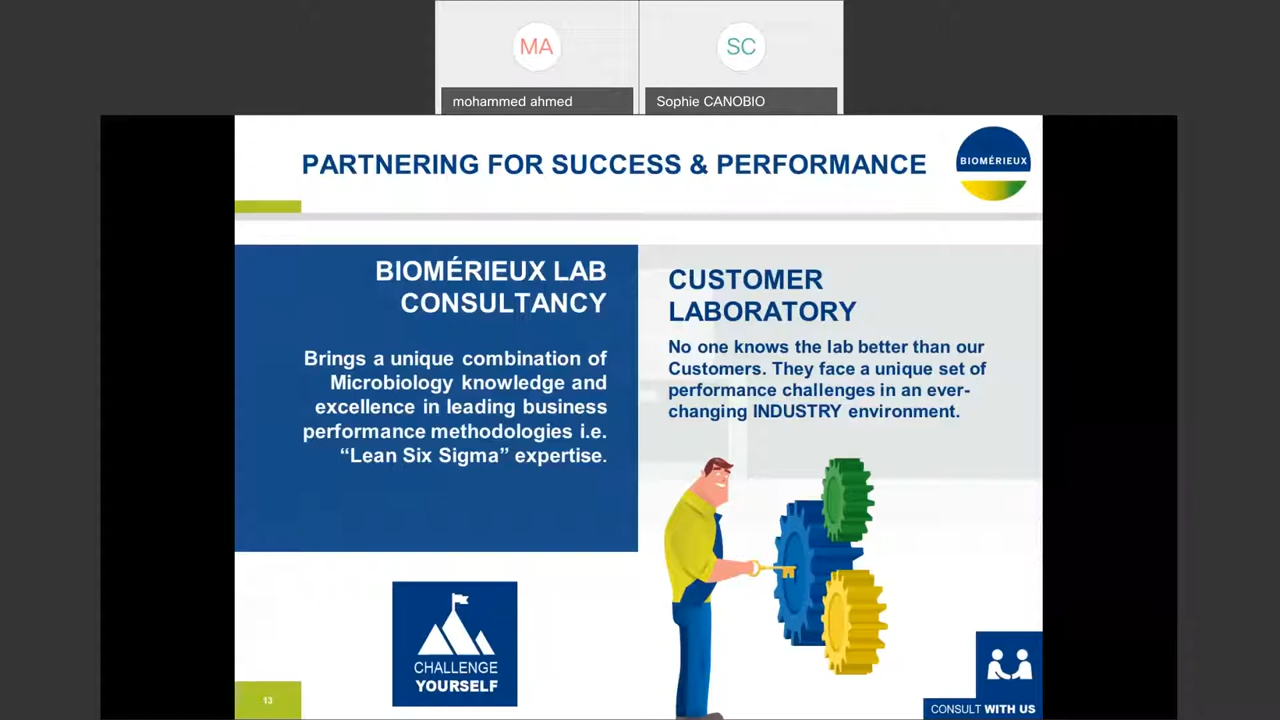 MA
SC
mohammed ahmed
Sophie CANOBIO
PARTNERING FOR SUCCESS & PERFORMANCE
BIOMÉRIEUX
BIOMÉRIEUX LAB
CONSULTANCY
Brings a unique combination of
Microbiology knowledge and
excellence in leading business
performance methodologies i.e.
“Lean Six Sigma” expertise.
CUSTOMER
LABORATORY
No one knows the lab better than our
Customers. They face a unique set of
performance challenges in an ever-
changing INDUSTRY environment.
CHALLENGE
YOURSELF
13
CONSULT WITH US